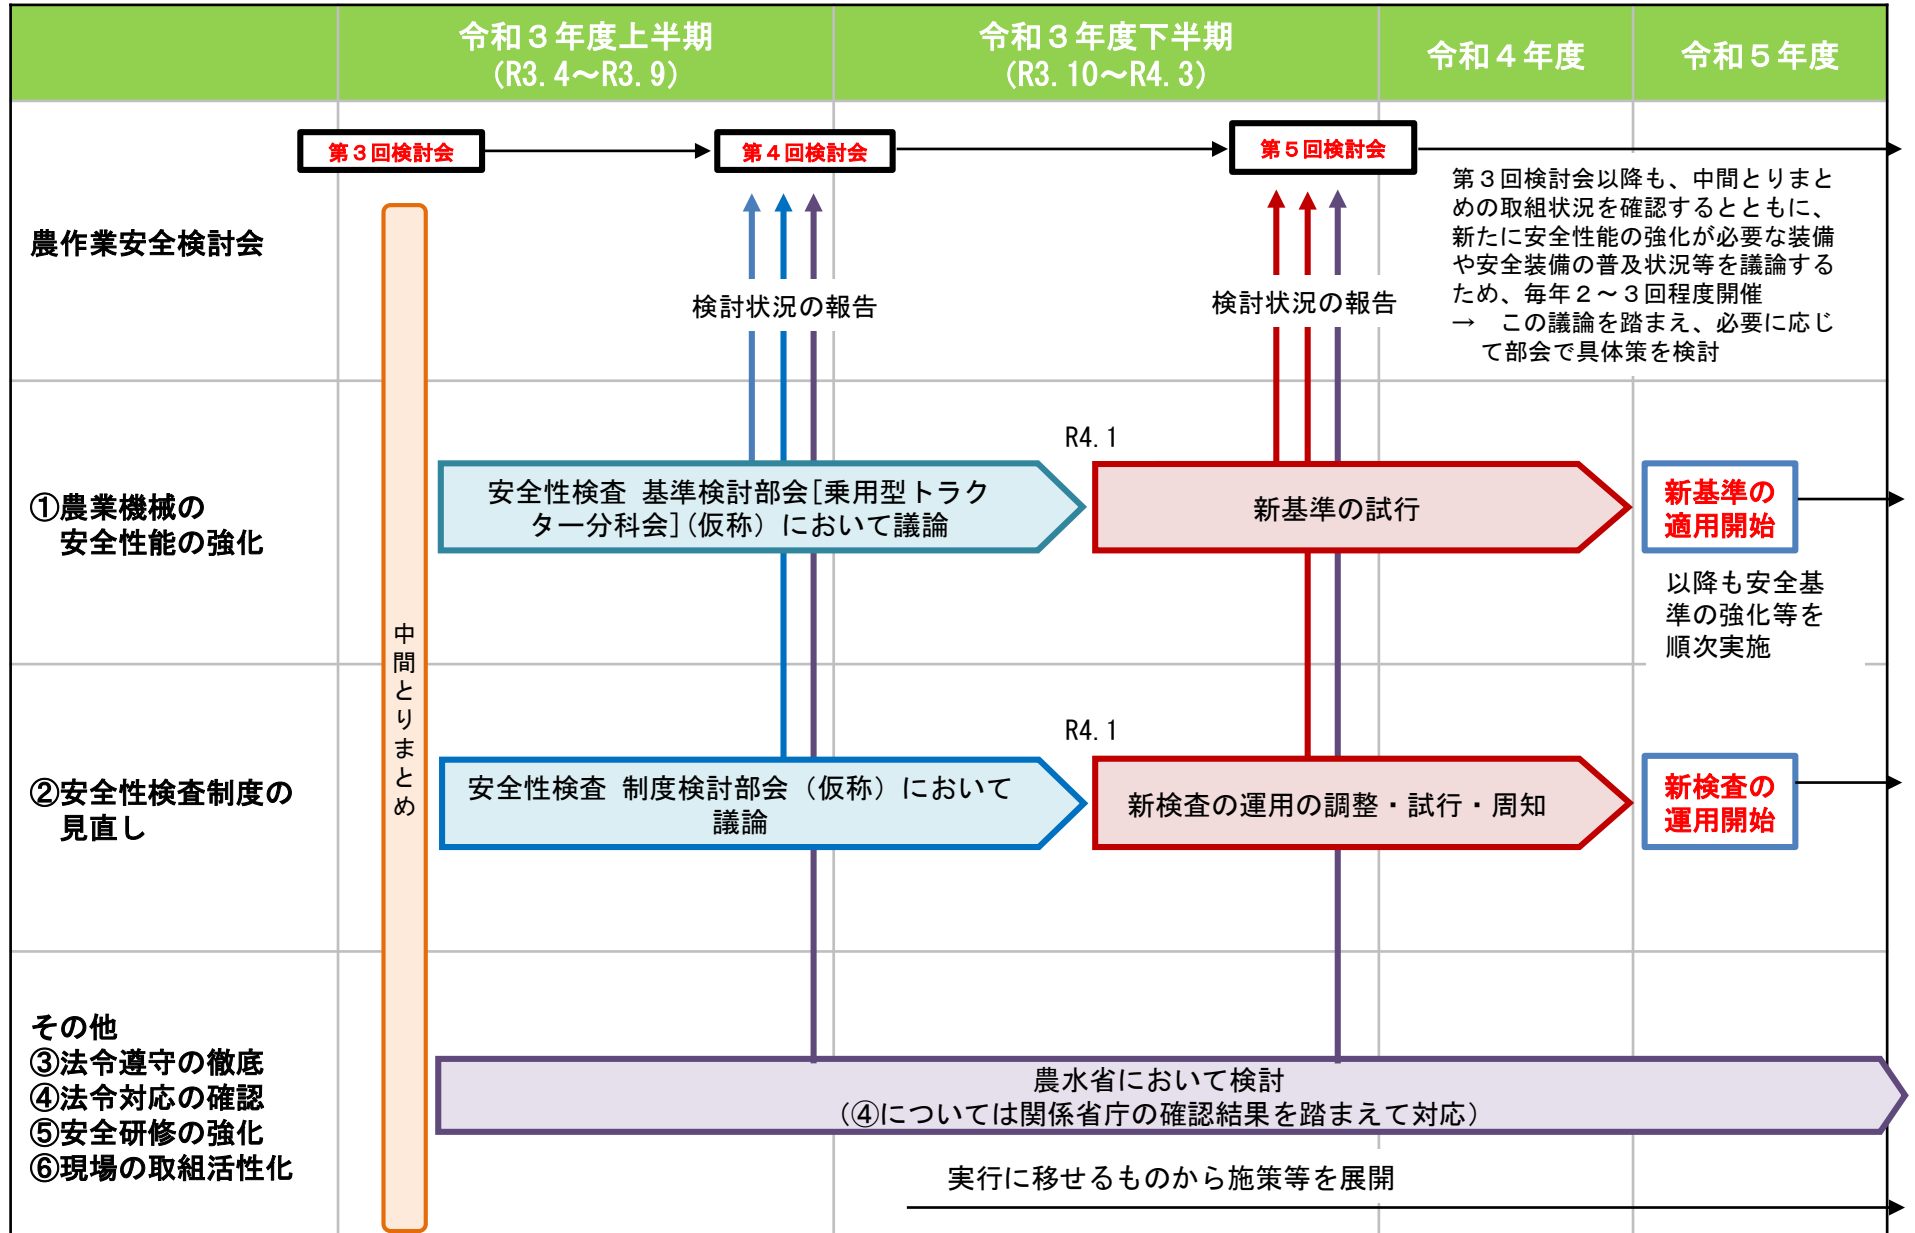 令和３年度上半期
(R3.4～R3.9)
令和３年度下半期
(R3.10～R4.3)
令和４年度
令和５年度
第３回検討会
第４回検討会
第５回検討会
農作業安全検討会
検討状況の報告
検討状況の報告
第３回検討会以降も、中間とりまと
めの取組状況を確認するとともに、
新たに安全性能の強化が必要な装備
や安全装備の普及状況等を議論する
ため、毎年２～３回程度開催
→　この議論を踏まえ、必要に応じ
て部会で具体策を検討
中間とりまとめ
①農業機械の
安全性能の強化
安全性検査 基準検討部会[乗用型トラク
ター分科会](仮称）において議論
R4.1
新基準の試行
新基準の
適用開始
以降も安全基
準の強化等を
順次実施
②安全性検査制度の
見直し
安全性検査 制度検討部会（仮称）において
議論
R4.1
新検査の運用の調整・試行・周知
新検査の
運用開始
その他
③法令遵守の徹底
④法令対応の確認
⑤安全研修の強化
⑥現場の取組活性化
農水省において検討
（④については関係省庁の確認結果を踏まえて対応）
実行に移せるものから施策等を展開